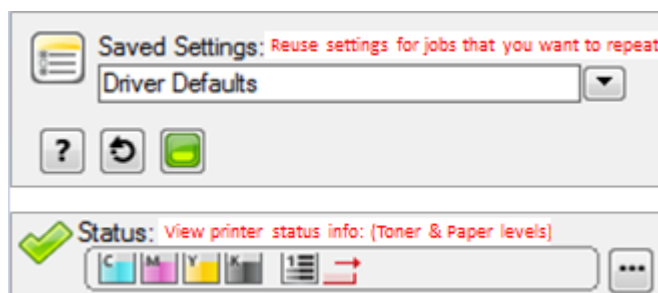 Saved Settings: Reuse settings for jobs that you want to repeat
Driver Defaults
?
Status: View printer status info: (Toner & Paper levels)
C M Y K 1